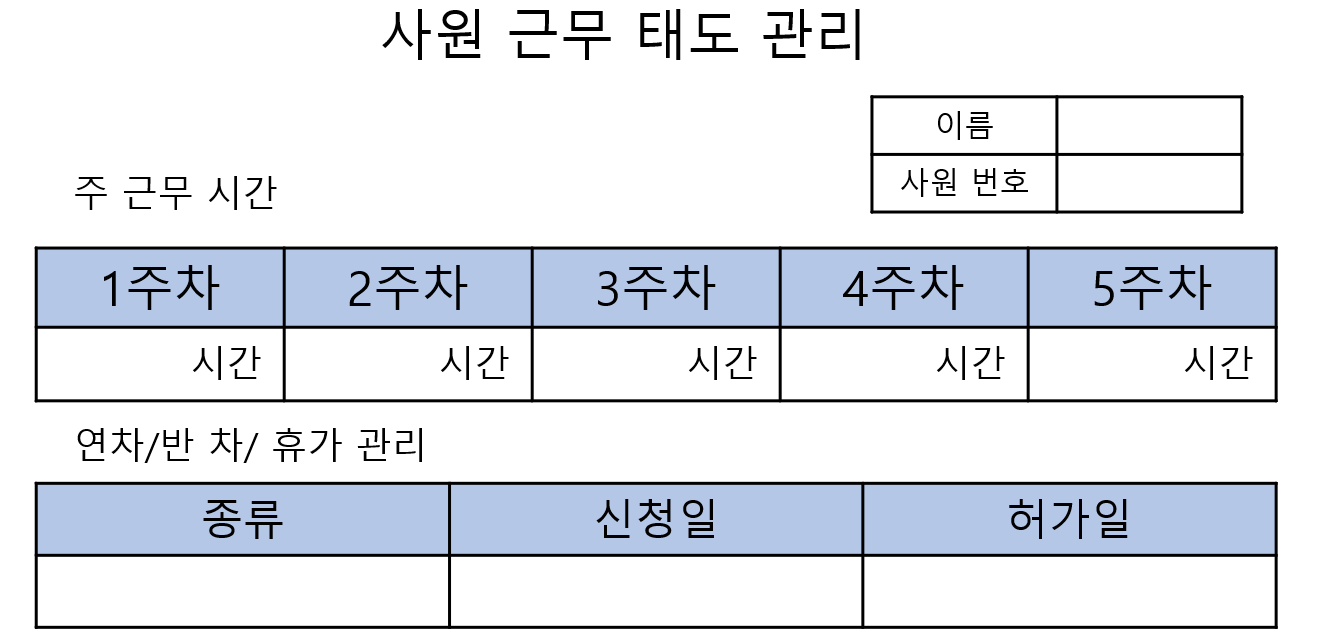 사원 근무 태도 관리
이름
사원 번호
주 근무 시간
1주차 2주차 3주차 4주차 5주차
시간 시간 시간 시간 시간
연차/반 차/ 휴가 관리
종류 신청일 허가일